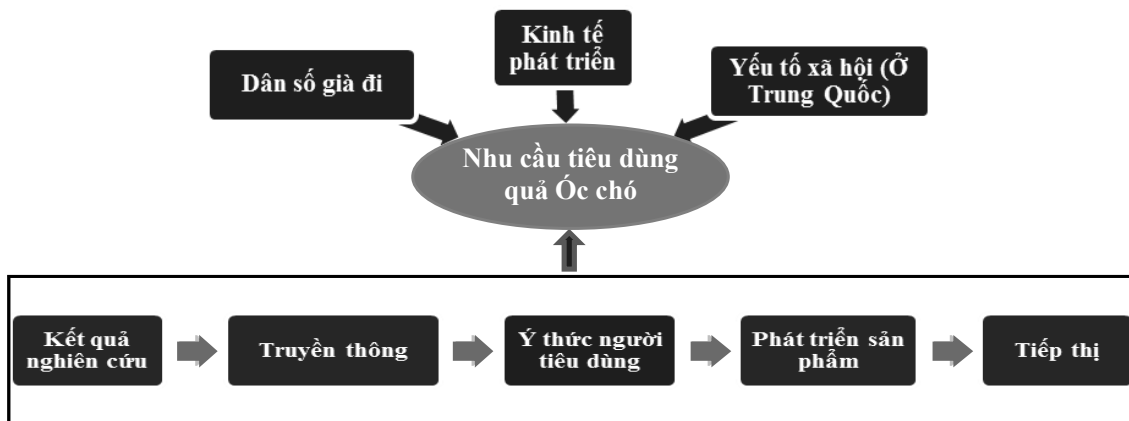 Kinh tế
phát triển
Dân số già đi
Yếu tố xã hội (Ở
Trung Quốc)
Nhu cầu tiêu dùng
quả Óc chó
Kết quả
nghiên cứu
Truyền thông
Ý thức người
tiêu dùng
Phát triển sản
phẩm
Tiếp thị